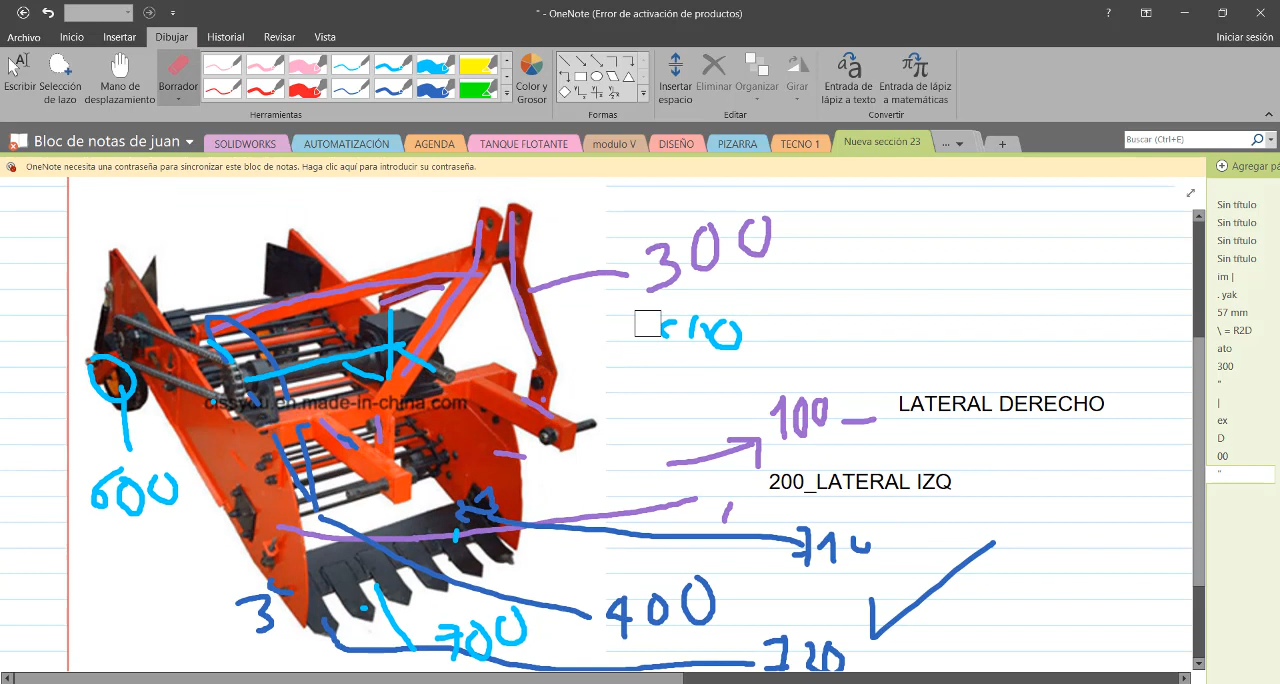 " - OneNote (Error de activación de productos)
Archivo Inicio Insertar Dibujar Historial Revisar Vista Iniciar sesión
Escribir Selección de lazo Mano de desplazamiento Borrador Color y Grosor Insertar espacio Eliminar Organizar Girar Entrada de lápiz a texto Entrada de lápiz a matemáticas
Herramientas Formas Editar Convertir
Bloc de notas de juan SOLIDWORKS AUTOMATIZACIÓN AGENDA TANQUE FLOTANTE modulo V DISEÑO PIZARRA TECNO 1 Nueva sección 23 ... + Buscar (Ctrl+E)
OneNote necesita una contraseña para sincronizar este bloc de notas. Haga clic aquí para introducir su contraseña.
Agregar pá
Sin título
Sin título
Sin título
Sin título
im |
. yak
57 mm
\ = R2D
ato
300
"
|
ex
D
00
"
300
cissyou.en.made-in-china.com
100 — LATERAL DERECHO
200_LATERAL IZQ
600
714
400
700
720